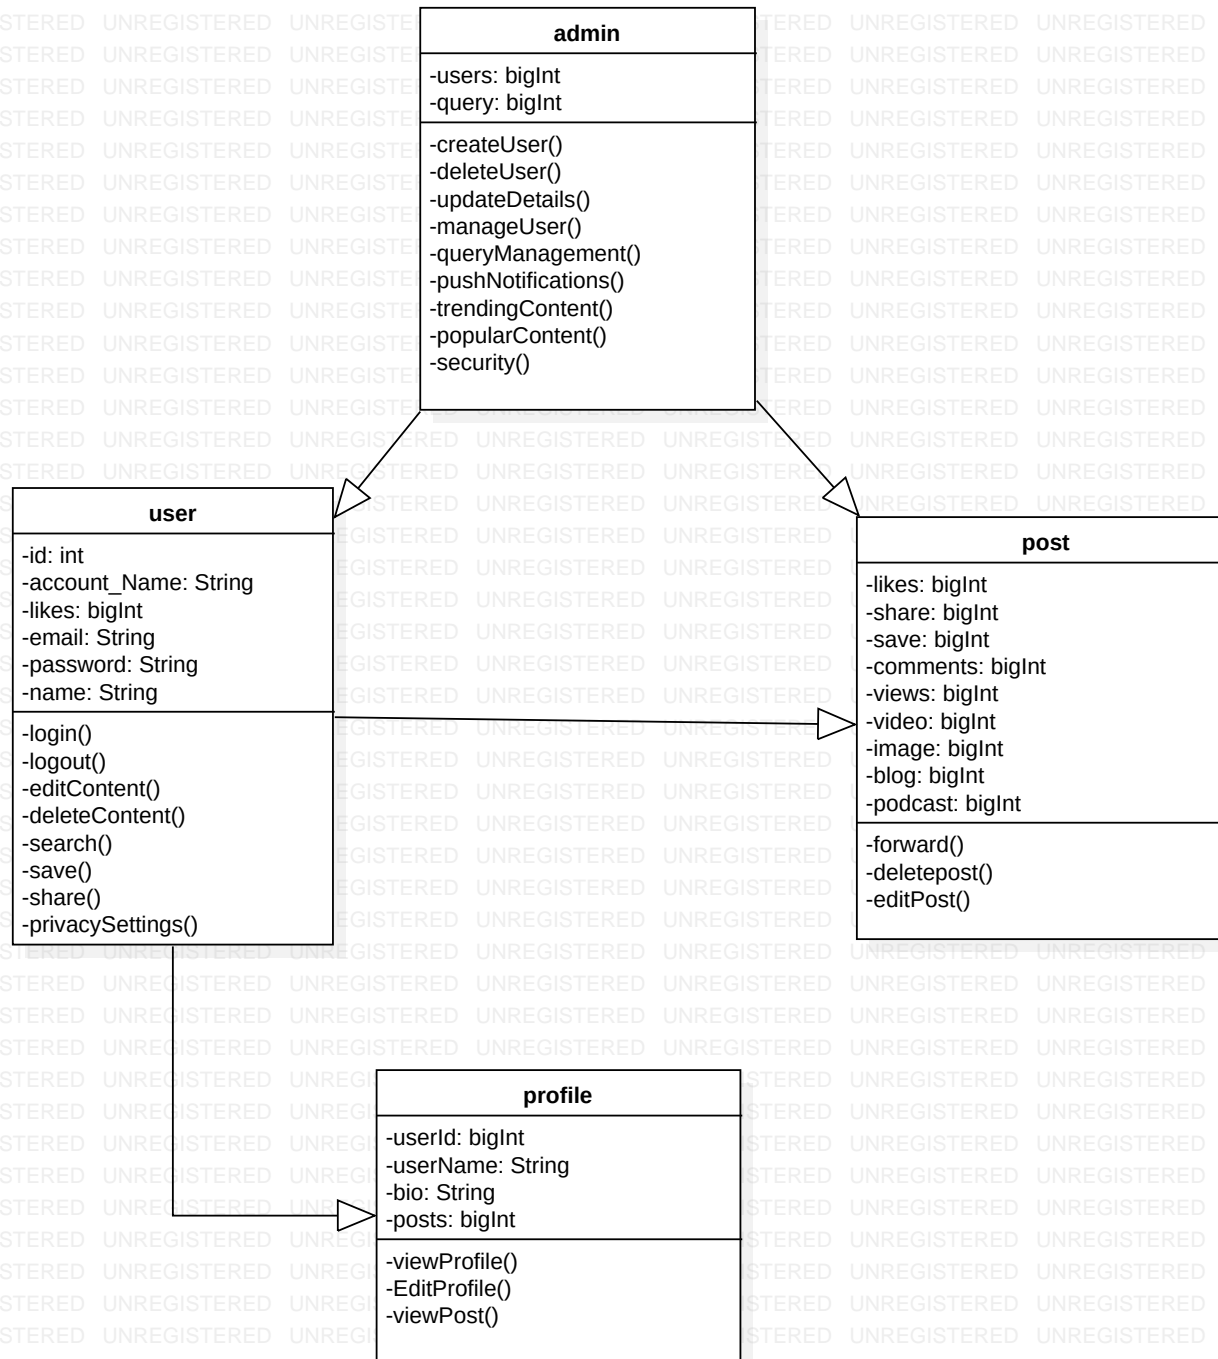 admin
-users: bigInt
-query: bigInt
-createUser()
-deleteUser()
-updateDetails()
-manageUser()
-queryManagement()
-pushNotifications()
-trendingContent()
-popularContent()
-security()
user
-id: int
-account_Name: String
-likes: bigInt
-email: String
-password: String
-name: String
-login()
-logout()
-editContent()
-deleteContent()
-search()
-save()
-share()
-privacySettings()
post
-likes: bigInt
-share: bigInt
-save: bigInt
-comments: bigInt
-views: bigInt
-video: bigInt
-image: bigInt
-blog: bigInt
-podcast: bigInt
-forward()
-deletepost()
-editPost()
profile
-userId: bigInt
-userName: String
-bio: String
-posts: bigInt
-viewProfile()
-EditProfile()
-viewPost()
UNREGISTERED